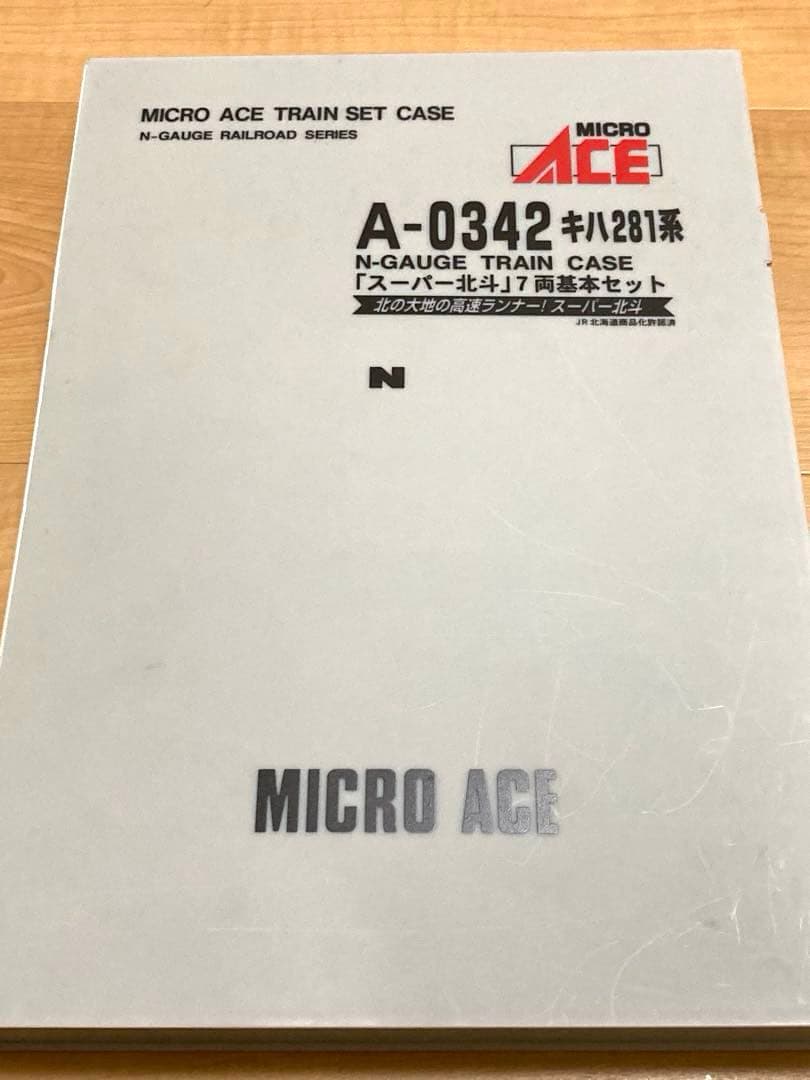 MICRO ACE TRAIN SET CASE
N-GAUGE RAILROAD SERIES
MICRO
ACE
A-0342 キハ281系
N-GAUGE TRAIN CASE
「スーパー北斗」7両基本セット
北の大地の高速ランナー!スーパー北斗
JR北海道商品化許諾済
N
MICRO ACE